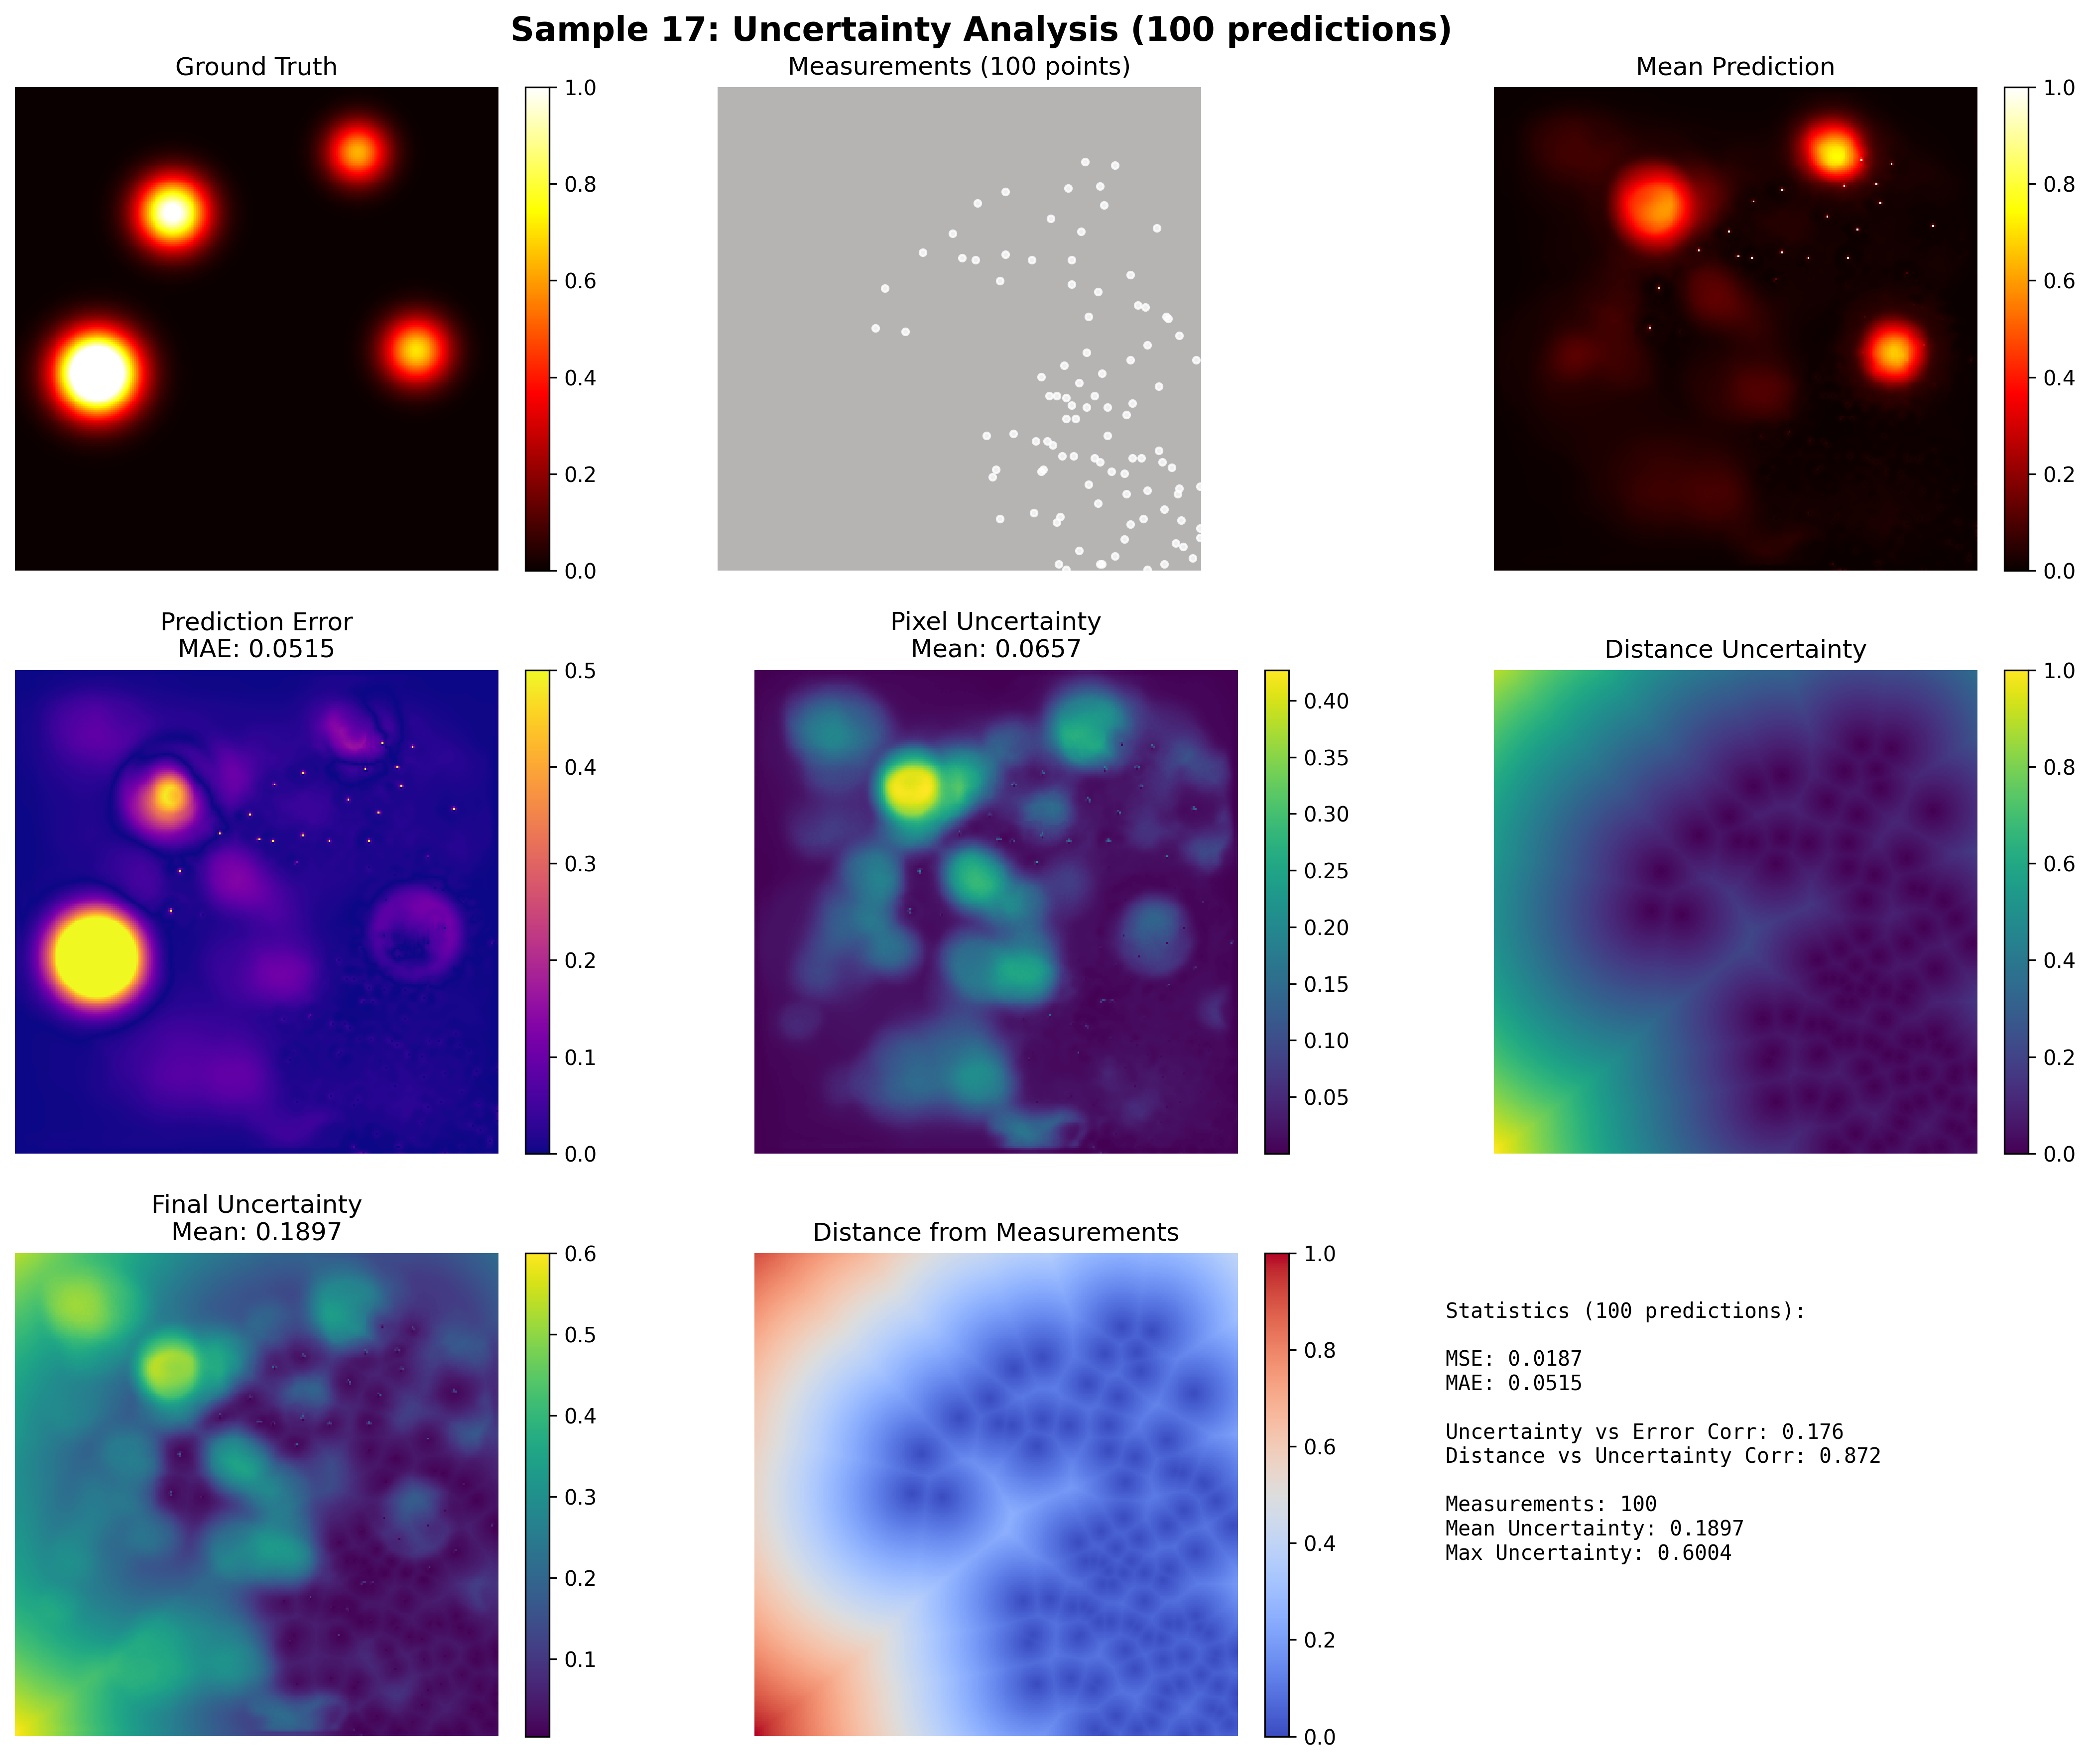 Sample 17: Uncertainty Analysis (100 predictions)
Ground Truth
1.0
0.8
0.6
0.4
0.2
0.0
Measurements (100 points)
Mean Prediction
1.0
0.8
0.6
0.4
0.2
0.0
Prediction Error
MAE: 0.0515
0.5
0.4
0.3
0.2
0.1
0.0
Pixel Uncertainty
Mean: 0.0657
0.40
0.35
0.30
0.25
0.20
0.15
0.10
0.05
Distance Uncertainty
1.0
0.8
0.6
0.4
0.2
0.0
Final Uncertainty
Mean: 0.1897
0.6
0.5
0.4
0.3
0.2
0.1
Distance from Measurements
1.0
0.8
0.6
0.4
0.2
0.0
Statistics (100 predictions):
MSE: 0.0187
MAE: 0.0515
Uncertainty vs Error Corr: 0.176
Distance vs Uncertainty Corr: 0.872
Measurements: 100
Mean Uncertainty: 0.1897
Max Uncertainty: 0.6004